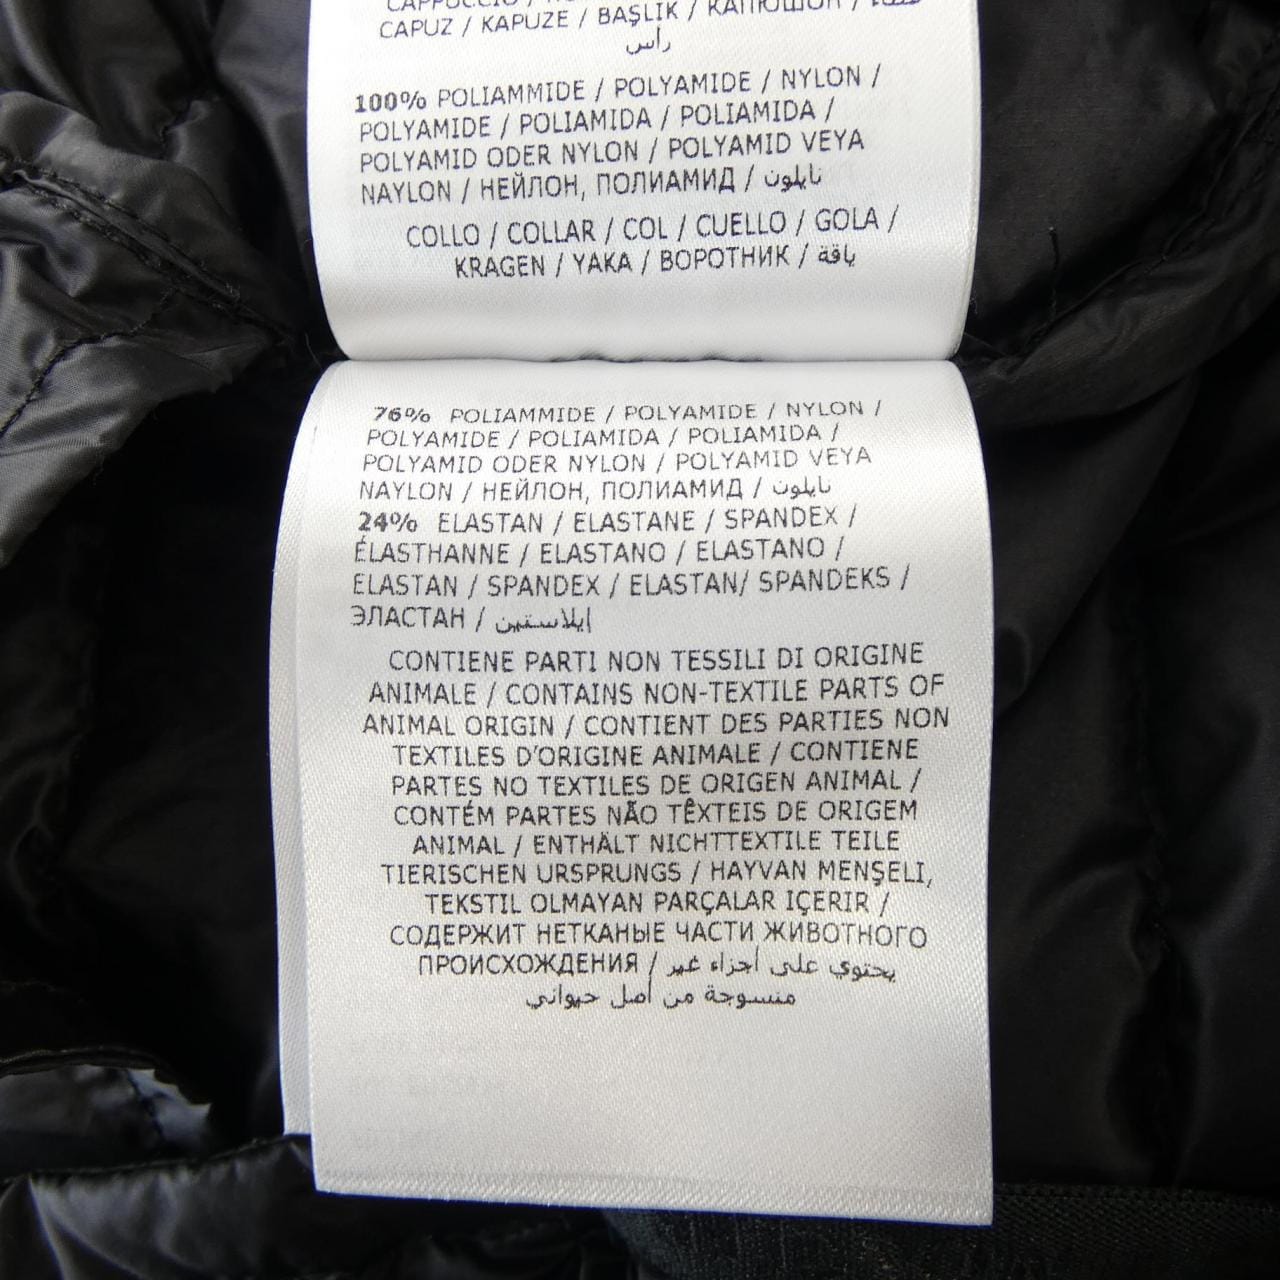 CAPUZ / KAPUZE / BAŞLIK / КАПЮШОН /
رأس
100% POLIAMMIDE / POLYAMIDE / NYLON /
POLYAMIDE / POLIAMIDA / POLIAMIDA /
POLYAMID ODER NYLON / POLYAMID VEYA
NAYLON / НЕЙЛОН, ПОЛИАМИД / نايلون
COLLO / COLLAR / COL / CUELLO / GOLA /
KRAGEN / YAKA / ВОРОТНИК / ياقة
76% POLIAMMIDE / POLYAMIDE / NYLON /
POLYAMIDE / POLIAMIDA / POLIAMIDA /
POLYAMID ODER NYLON / POLYAMID VEYA
NAYLON / НЕЙЛОН, ПОЛИАМИД / نايلون
24% ELASTAN / ELASTANE / SPANDEX /
ÉLASTHANNE / ELASTANO / ELASTANO /
ELASTAN / SPANDEX / ELASTAN/ SPANDEKS /
ЭЛАСТАН / إيلاستين
CONTIENE PARTI NON TESSILI DI ORIGINE
ANIMALE / CONTAINS NON-TEXTILE PARTS OF
ANIMAL ORIGIN / CONTIENT DES PARTIES NON
TEXTILES D'ORIGINE ANIMALE / CONTIENE
PARTES NO TEXTILES DE ORIGEN ANIMAL /
CONTÉM PARTES NÃO TÊXTEIS DE ORIGEM
ANIMAL / ENTHÄLT NICHTTEXTILE TEILE
TIERISCHEN URSPRUNGS / HAYVAN MENŞELI,
TEKSTIL OLMAYAN PARÇALAR IÇERIR /
СОДЕРЖИТ НЕТКАНЫЕ ЧАСТИ ЖИВОТНОГО
ПРОИСХОЖДЕНИЯ / يحتوي على أجزاء غير
منسوجة من أصل حيواني